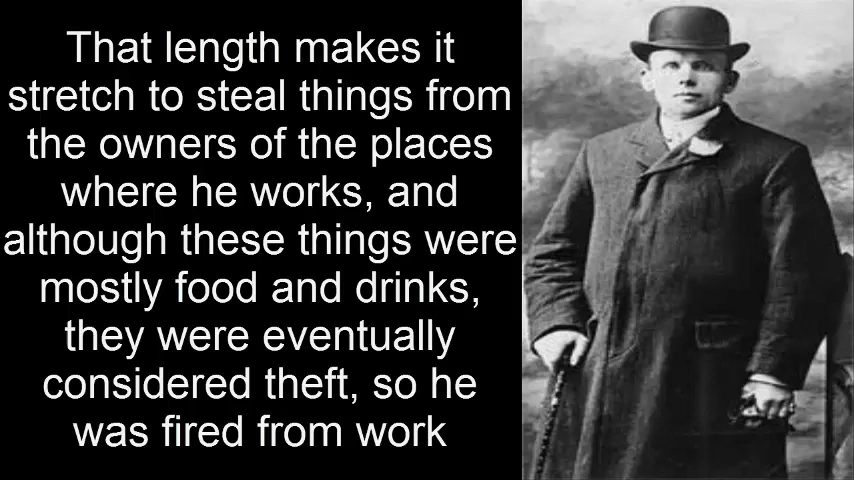 That length makes it
stretch to steal things from
the owners of the places
where he works, and
although these things were
mostly food and drinks,
they were eventually
considered theft, so he
was fired from work